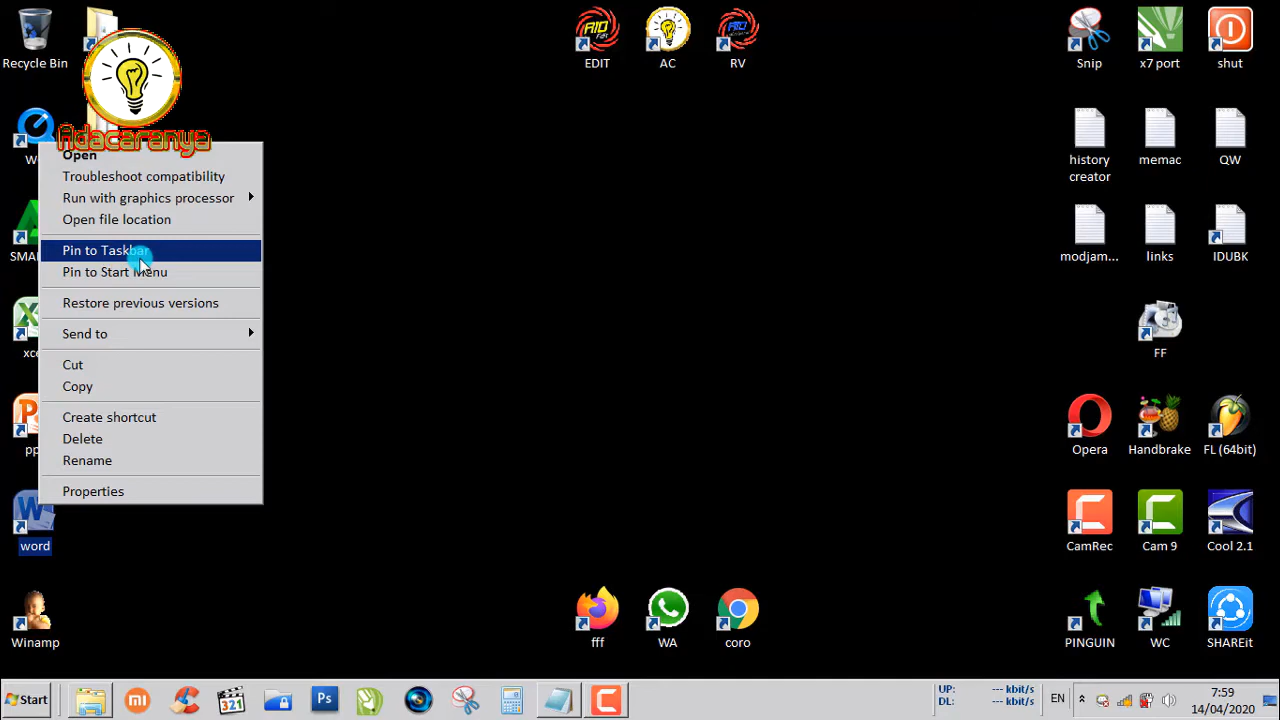 Recycle Bin
EDIT
AC
RV
Snip
x7 port
shut
Adacaranya
history
creator
memac
QW
Open
Troubleshoot compatibility
Run with graphics processor
Open file location
Pin to Taskbar
Pin to Start Menu
Restore previous versions
Send to
Cut
Copy
Create shortcut
Delete
Rename
Properties
modjam...
links
IDUBK
FF
Opera
Handbrake
FL (64bit)
word
CamRec
Cam 9
Cool 2.1
Winamp
fff
WA
coro
PINGUIN
WC
SHAREit
Start
321
Ps
UP: --- kbit/s
DL: --- kbit/s
EN
7:59
14/04/2020